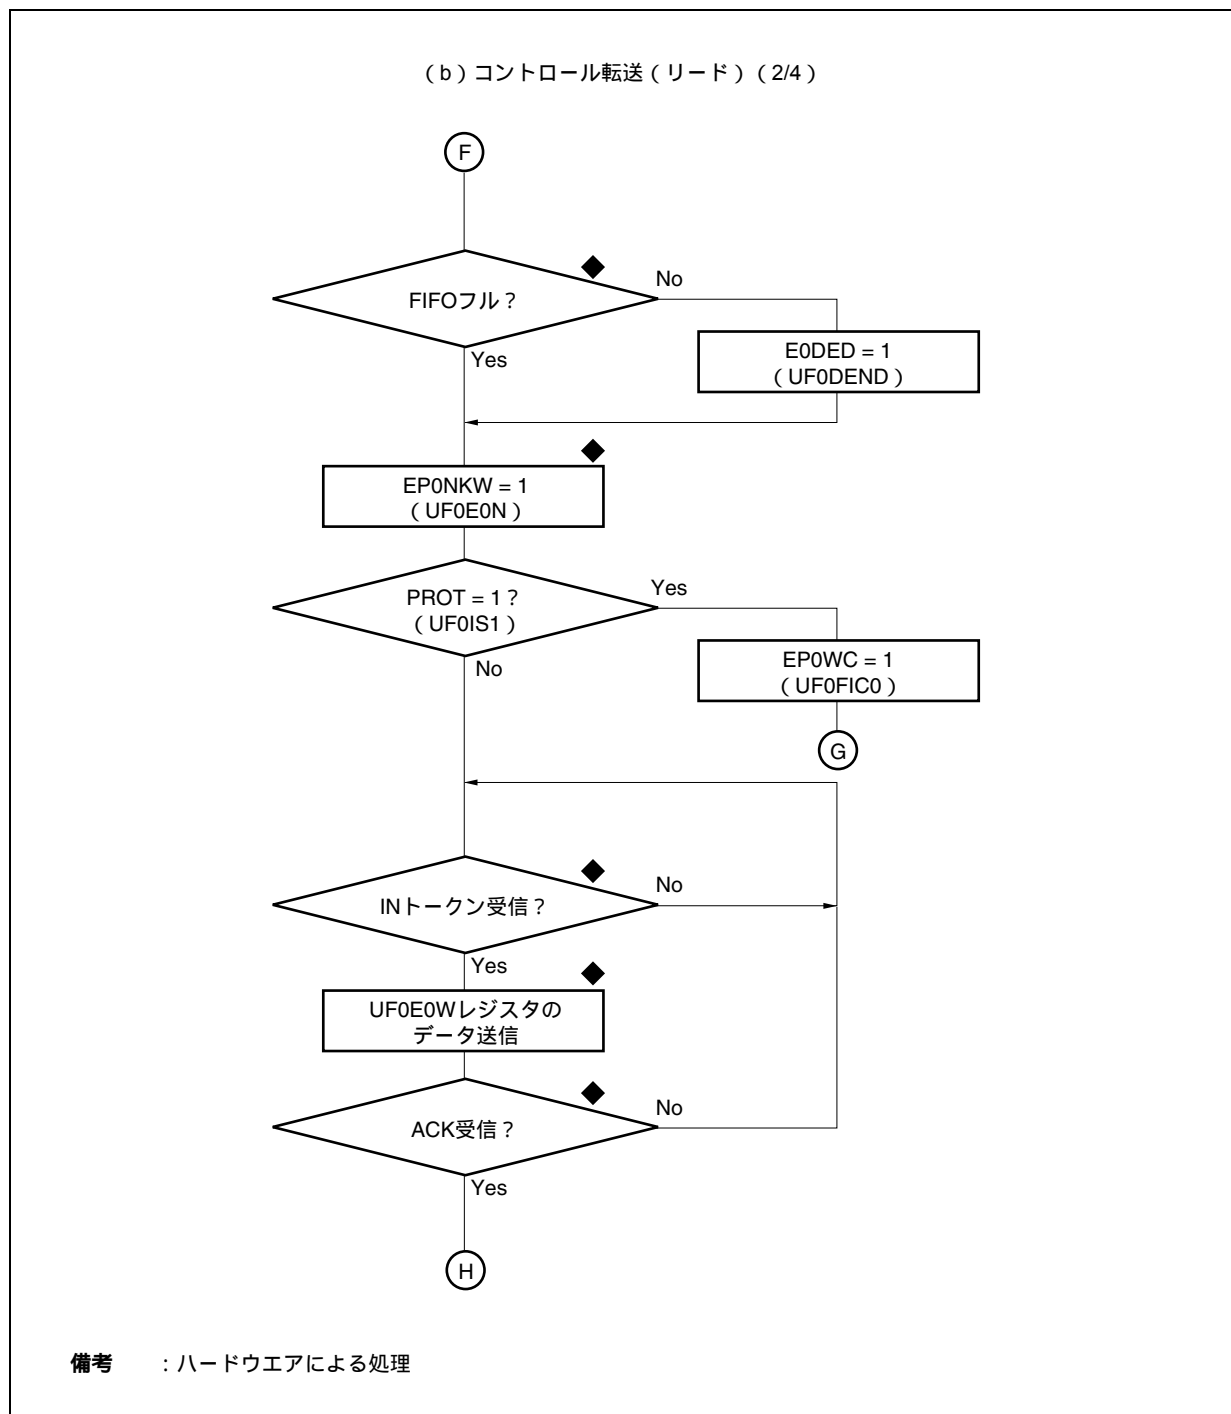 (b)コントロール転送(リード)(2/4)
F
FIFOフル？
No
Yes
E0DED = 1
(UF0DEND)
EP0NKW = 1
(UF0E0N)
PROT = 1？
(UF0IS1)
Yes
No
EP0WC = 1
(UF0FIC0)
G
INトークン受信？
No
Yes
UF0E0Wレジスタの
データ送信
ACK受信？
No
Yes
H
備考　：ハードウエアによる処理